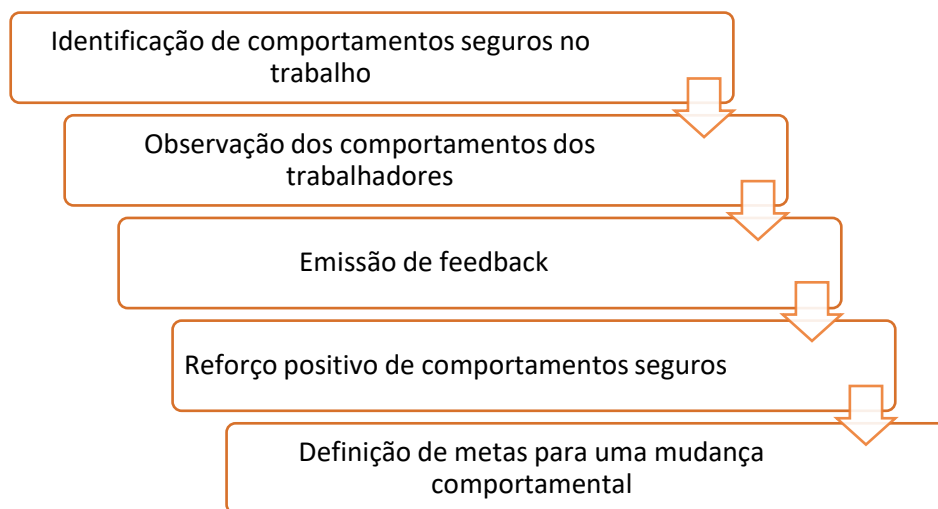 Identificação de comportamentos seguros no
trabalho
Observação dos comportamentos dos
trabalhadores
Emissão de feedback
Reforço positivo de comportamentos seguros
Definição de metas para uma mudança
comportamental